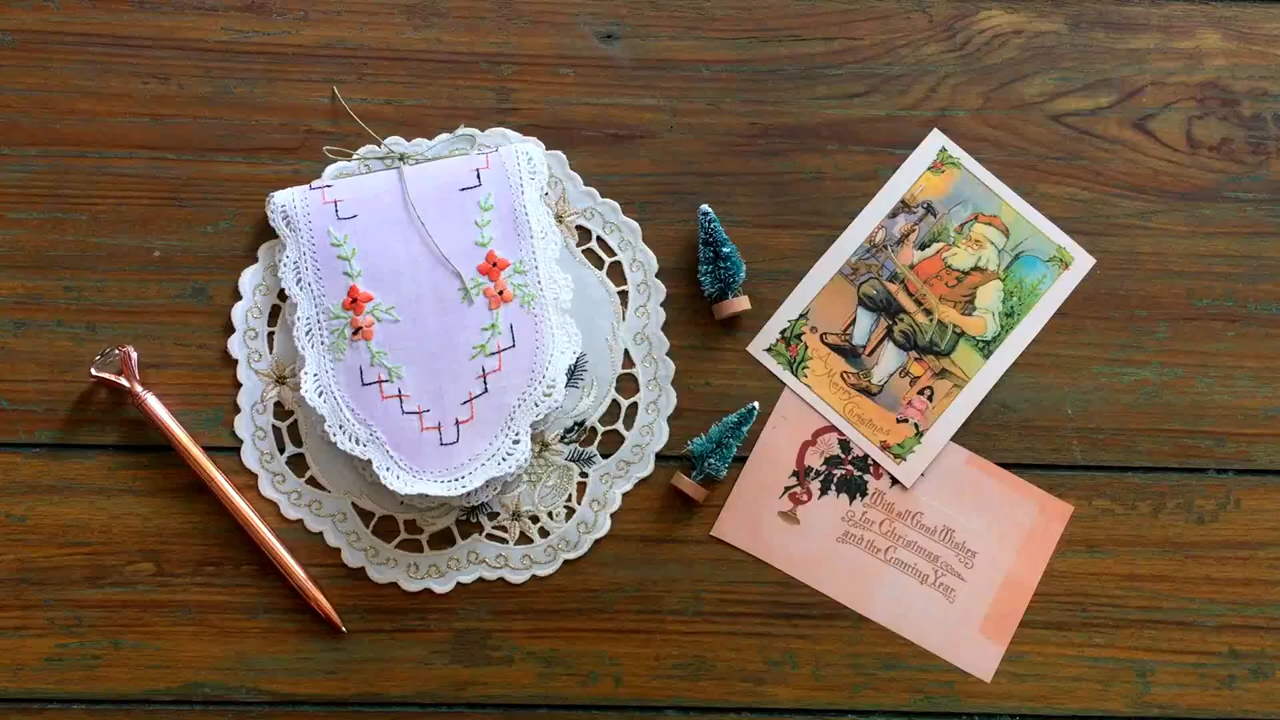 A Merry
Christmas
With all Good Wishes
for Christmas
and the Coming Year.